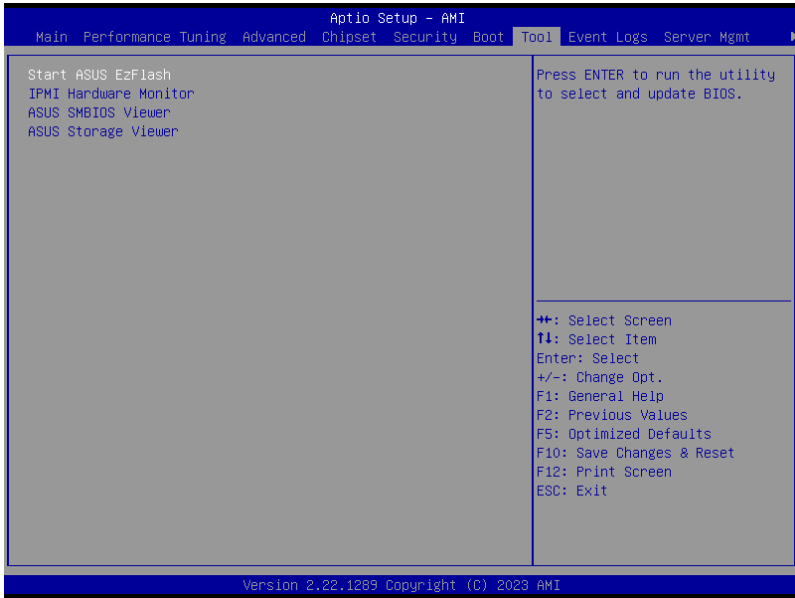 Aptio Setup - AMI
Main Performance Tuning Advanced Chipset Security Boot Tool Event Logs Server Mgmt
Start ASUS EzFlash
IPMI Hardware Monitor
ASUS SMBIOS Viewer
ASUS Storage Viewer
Press ENTER to run the utility
to select and update BIOS.
→←: Select Screen
↑↓: Select Item
Enter: Select
+/-: Change Opt.
F1: General Help
F2: Previous Values
F5: Optimized Defaults
F10: Save Changes & Reset
F12: Print Screen
ESC: Exit
Version 2.22.1289 Copyright (C) 2023 AMI